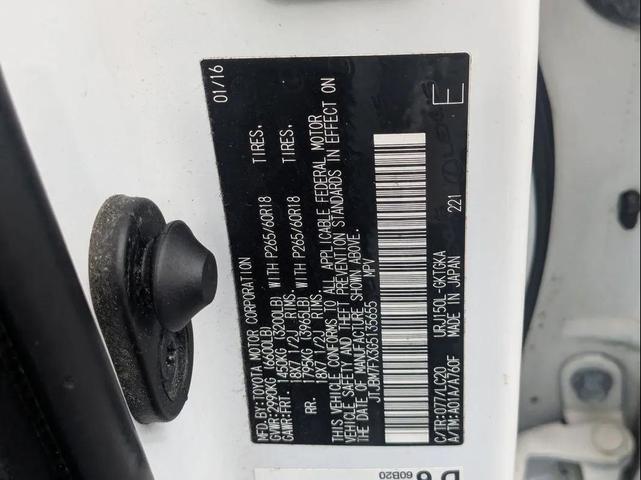 MFD.BY:TOYOTA MOTOR CORPORATION 01/16
GVWR:2990KG (6600LB)
GAWR:FRT. 1450KG (3200LB) WITH P265/60R18 TIRES.
18X7 1/2J RIMS.
RR. 1795KG (3965LB) WITH P265/60R18 TIRES.
18X7 1/2J RIMS.
THIS VEHICLE CONFORMS TO ALL APPLICABLE FEDERAL MOTOR
VEHICLE SAFETY AND THEFT PREVENTION STANDARDS IN EFFECT ON
THE DATE OF MANUFACTURE SHOWN ABOVE.
JTJBM7FX3G5135655 MPV
C/TR:077/LC20 URJ150L-GKTGKA
A/TM:A01A/A760F MADE IN JAPAN 221 E
60B20